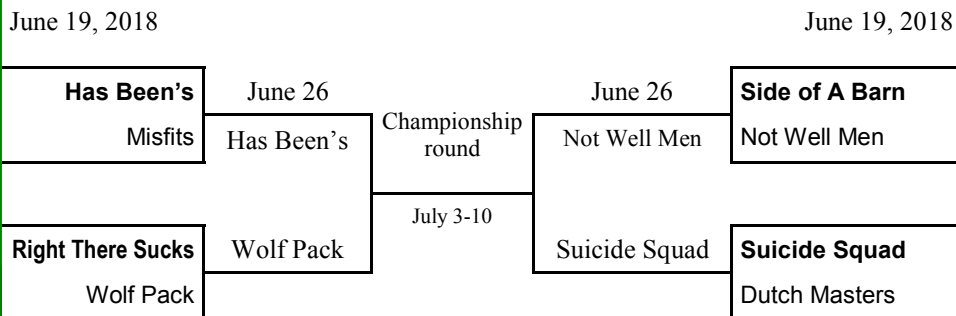 June 19, 2018
June 19, 2018
Has Been's
June 26
June 26
Side of A Barn
Misfits
Has Been’s
Championship
round
Not Well Men
Not Well Men
July 3-10
Right There Sucks
Wolf Pack
Suicide Squad
Suicide Squad
Wolf Pack
Dutch Masters